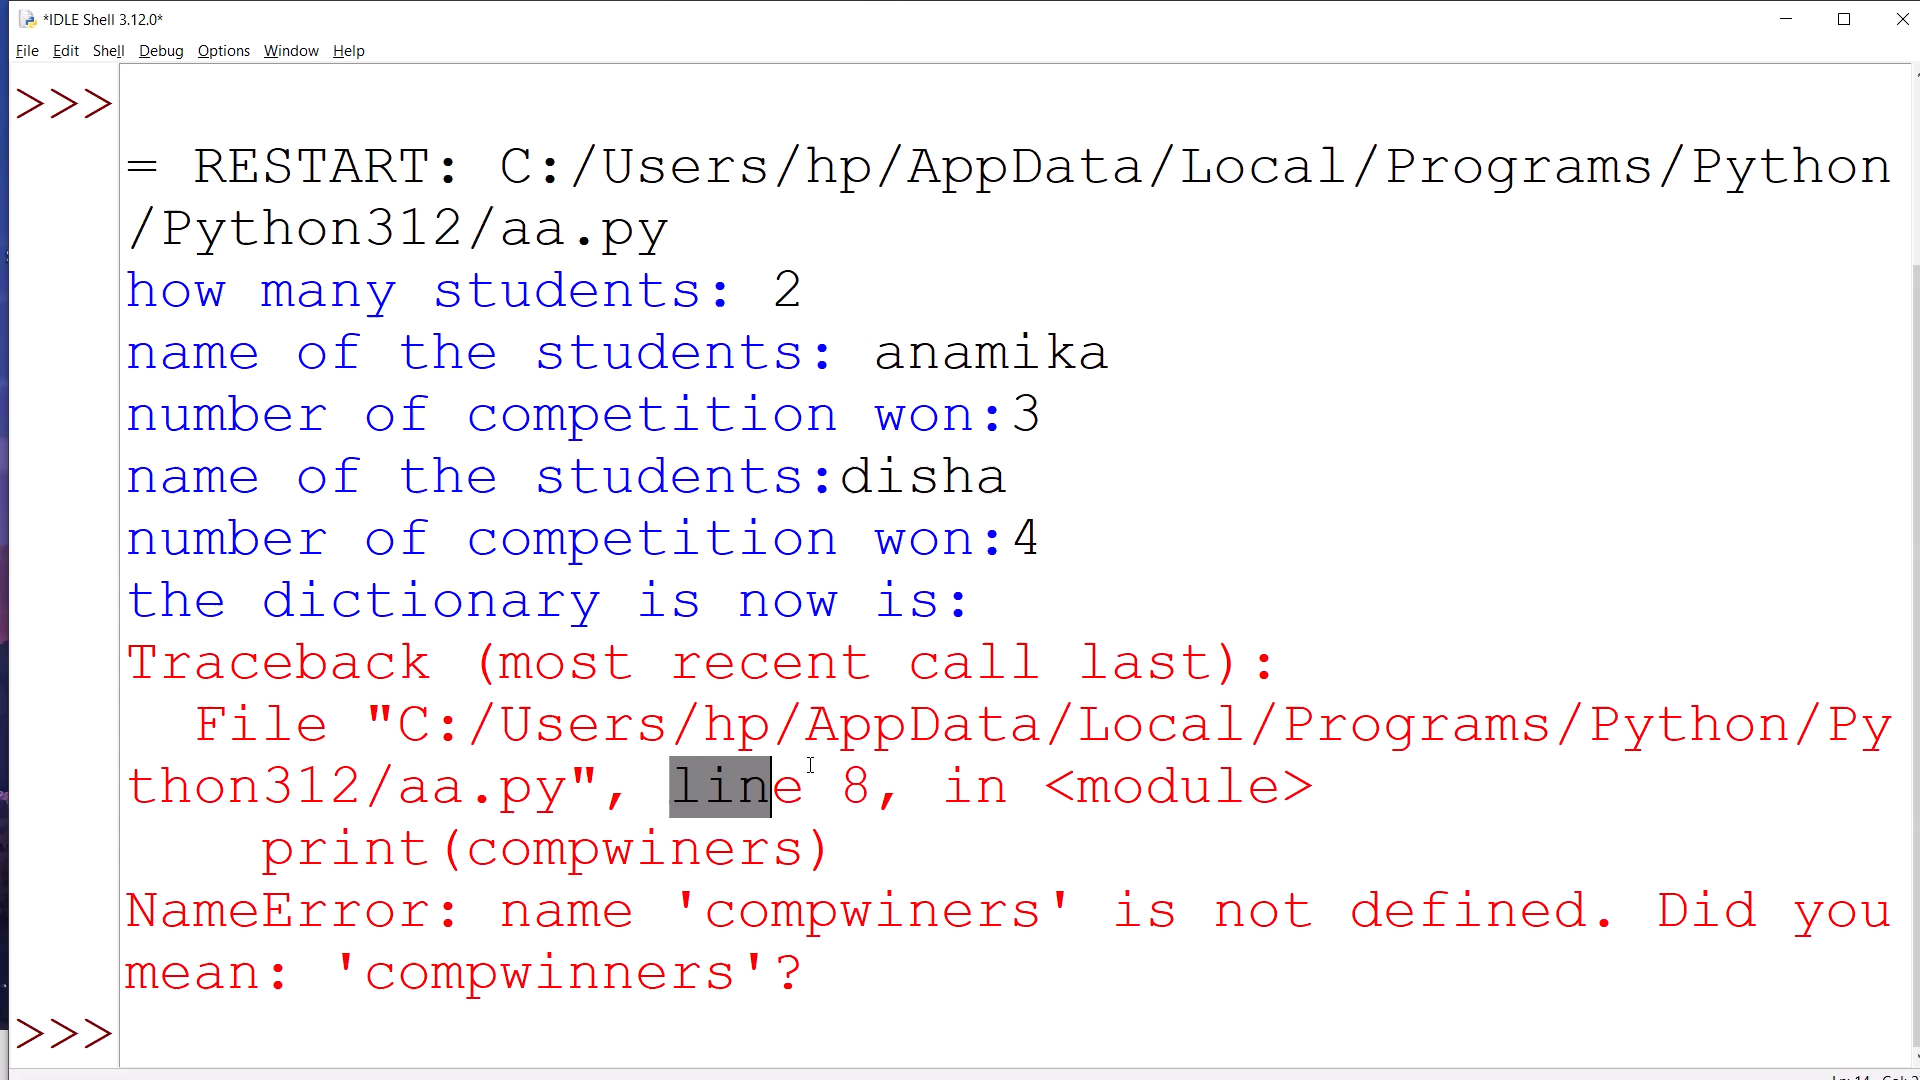 *IDLE Shell 3.12.0*
File Edit Shell Debug Options Window Help
>>>
= RESTART: C:/Users/hp/AppData/Local/Programs/Python
/Python312/aa.py
how many students: 2
name of the students: anamika
number of competition won:3
name of the students:disha
number of competition won:4
the dictionary is now is:
Traceback (most recent call last):
File "C:/Users/hp/AppData/Local/Programs/Python/Py
thon312/aa.py", line 8, in <module>
print(compwiners)
NameError: name 'compwiners' is not defined. Did you
mean: 'compwinners'?
>>>